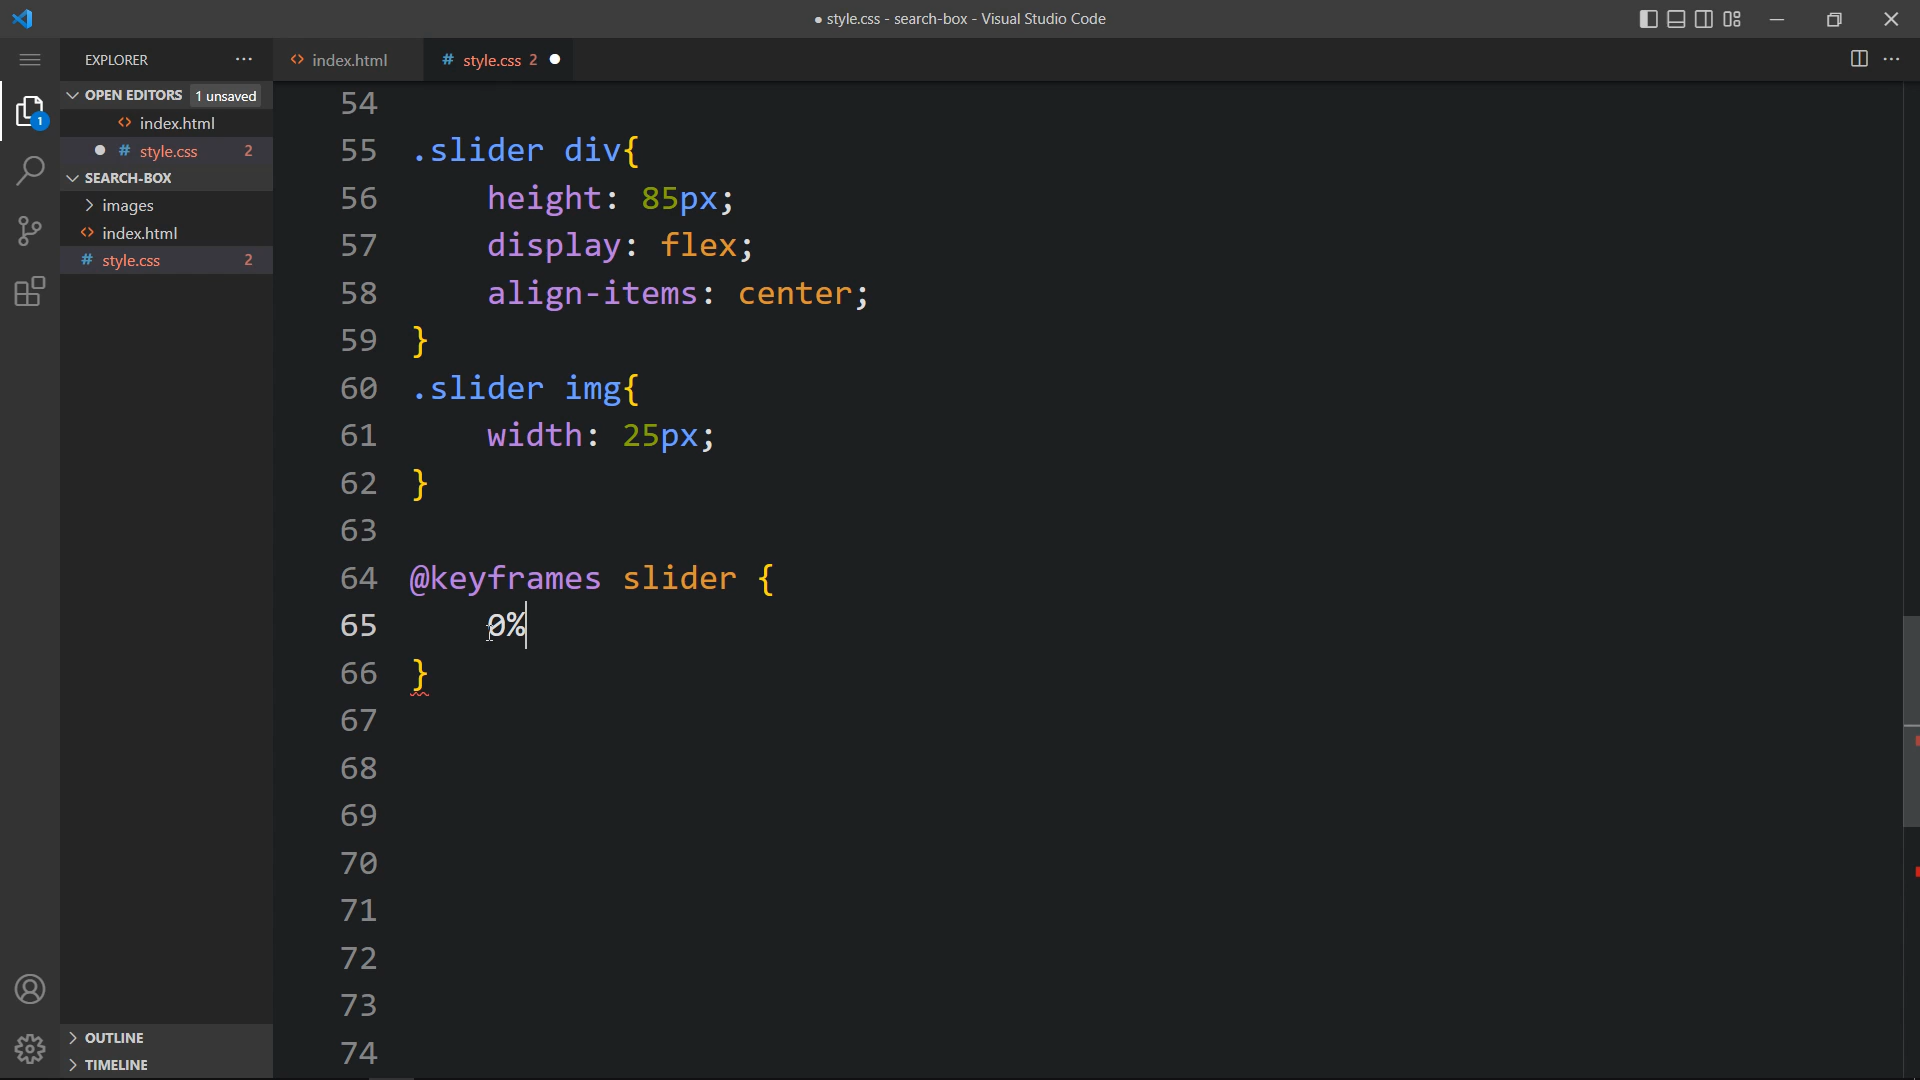 ● style.css - search-box - Visual Studio Code
EXPLORER
index.html
# style.css 2 ●
OPEN EDITORS 1 unsaved
index.html
● # style.css 2
SEARCH-BOX
images
index.html
# style.css 2
1
OUTLINE
TIMELINE
54
55 .slider div{
56 height: 85px;
57 display: flex;
58 align-items: center;
59 }
60 .slider img{
61 width: 25px;
62 }
63
64 @keyframes slider {
65 0%
66 }
67
68
69
70
71
72
73
74